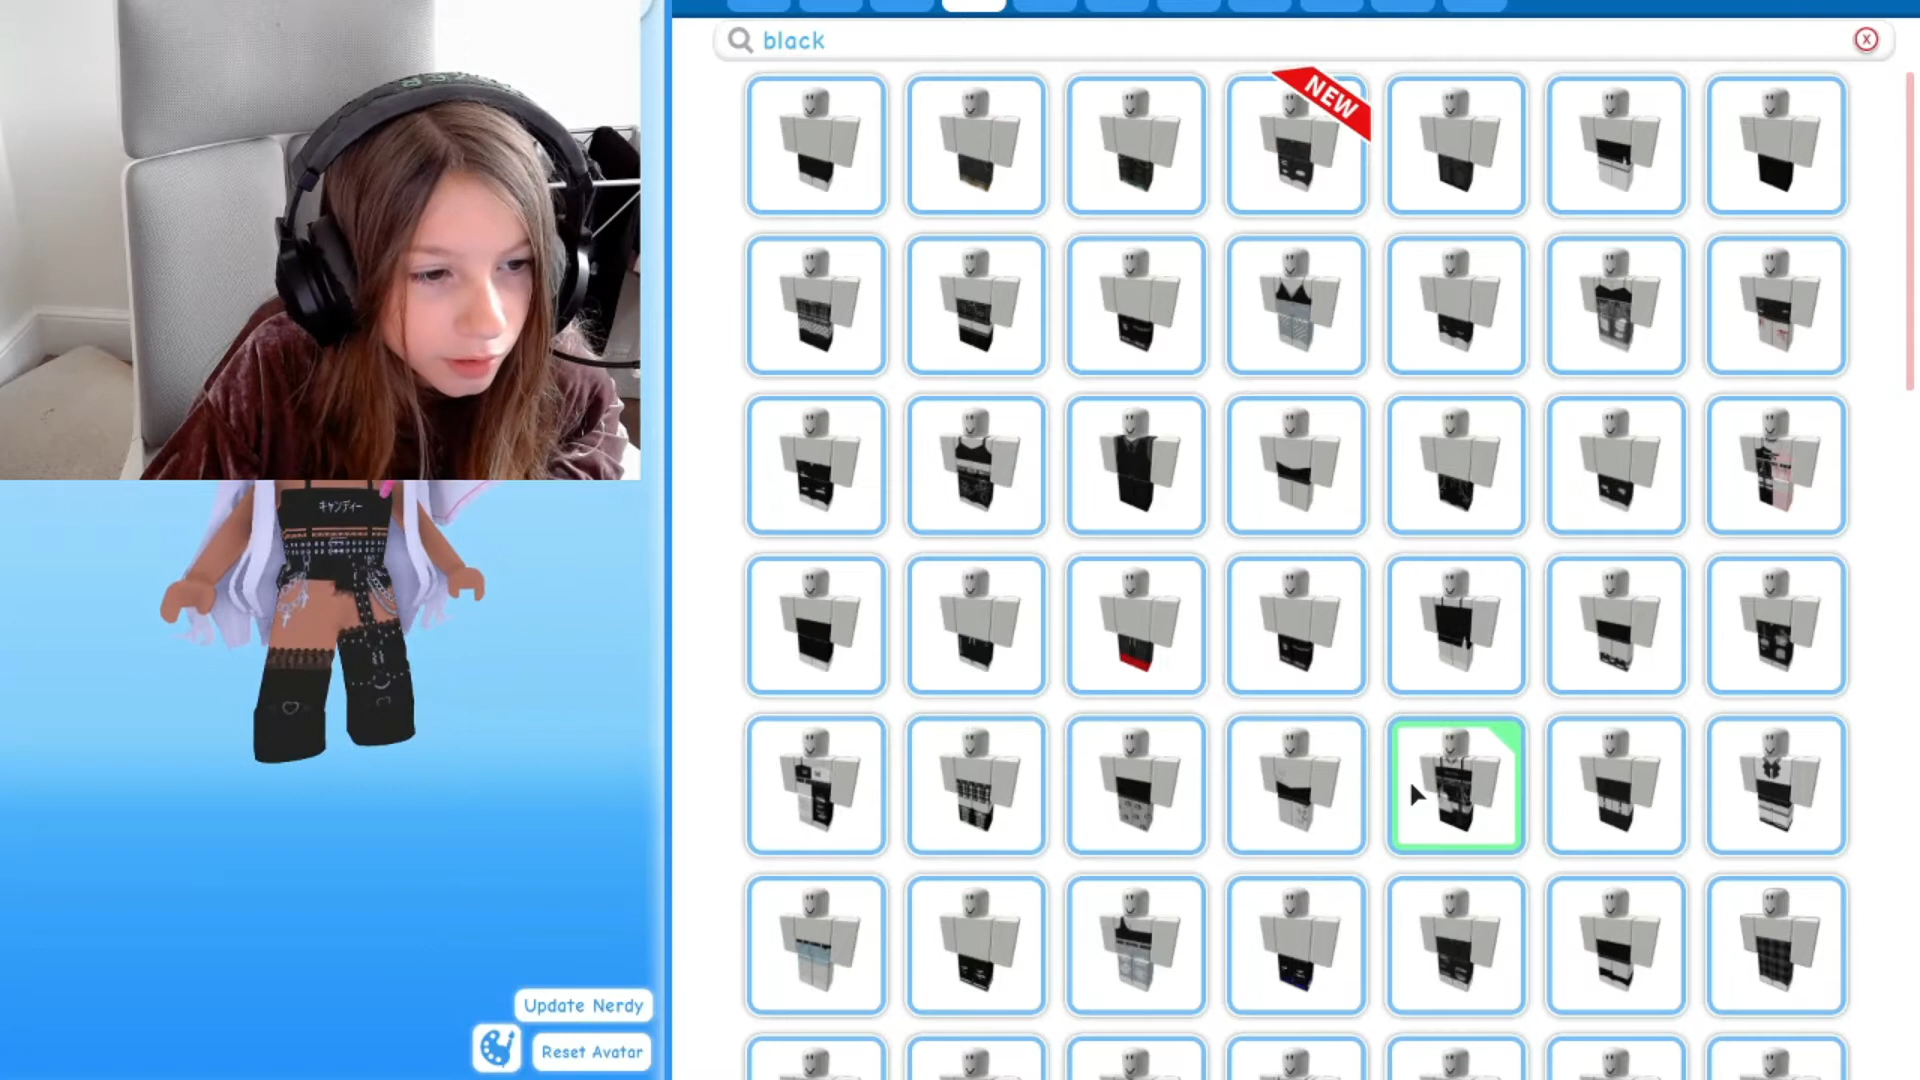 black
NEW
キャンディー
Update Nerdy
Reset Avatar